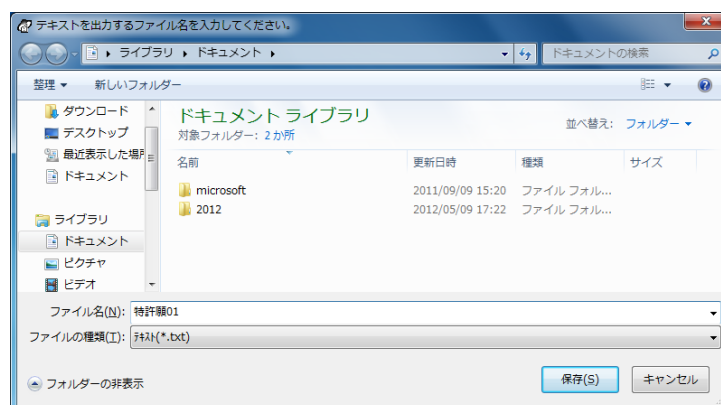 テキストを出力するファイル名を入力してください。
ライブラリ ▸ ドキュメント ▸
ドキュメントの検索
整理 ▼ 新しいフォルダー
ダウンロード
デスクトップ
最近表示した場所
ドキュメント
ライブラリ
ドキュメント
ピクチャ
ビデオ
ドキュメント ライブラリ
対象フォルダー: 2 か所
並べ替え: フォルダー ▼
名前 更新日時 種類 サイズ
microsoft 2011/09/09 15:20 ファイル フォル...
2012 2012/05/09 17:22 ファイル フォル...
ファイル名(N): 特許願01
ファイルの種類(T): ﾃｷｽﾄ(*.txt)
フォルダーの非表示
保存(S) キャンセル